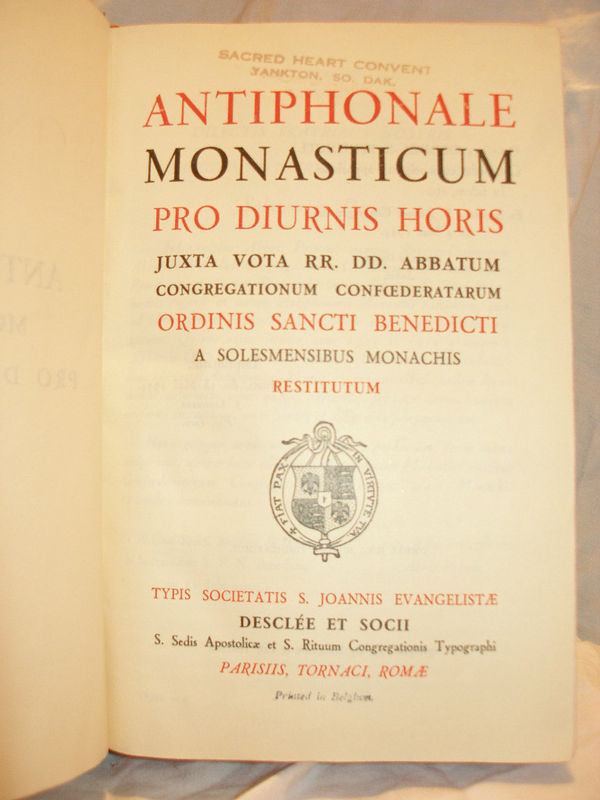 SACRED HEART CONVENT
YANKTON, SO. DAK.
ANTIPHONALE
MONASTICUM
PRO DIURNIS HORIS
JUXTA VOTA RR. DD. ABBATUM
CONGREGATIONUM CONFŒDERATARUM
ORDINIS SANCTI BENEDICTI
A SOLESMENSIBUS MONACHIS
RESTITUTUM
+ FIAT PAX IN VIRTVTE TVA
TYPIS SOCIETATIS S. JOANNIS EVANGELISTÆ
DESCLÉE ET SOCII
S. Sedis Apostolicæ et S. Rituum Congregationis Typographi
PARISIIS, TORNACI, ROMÆ
Printed in Belgium.